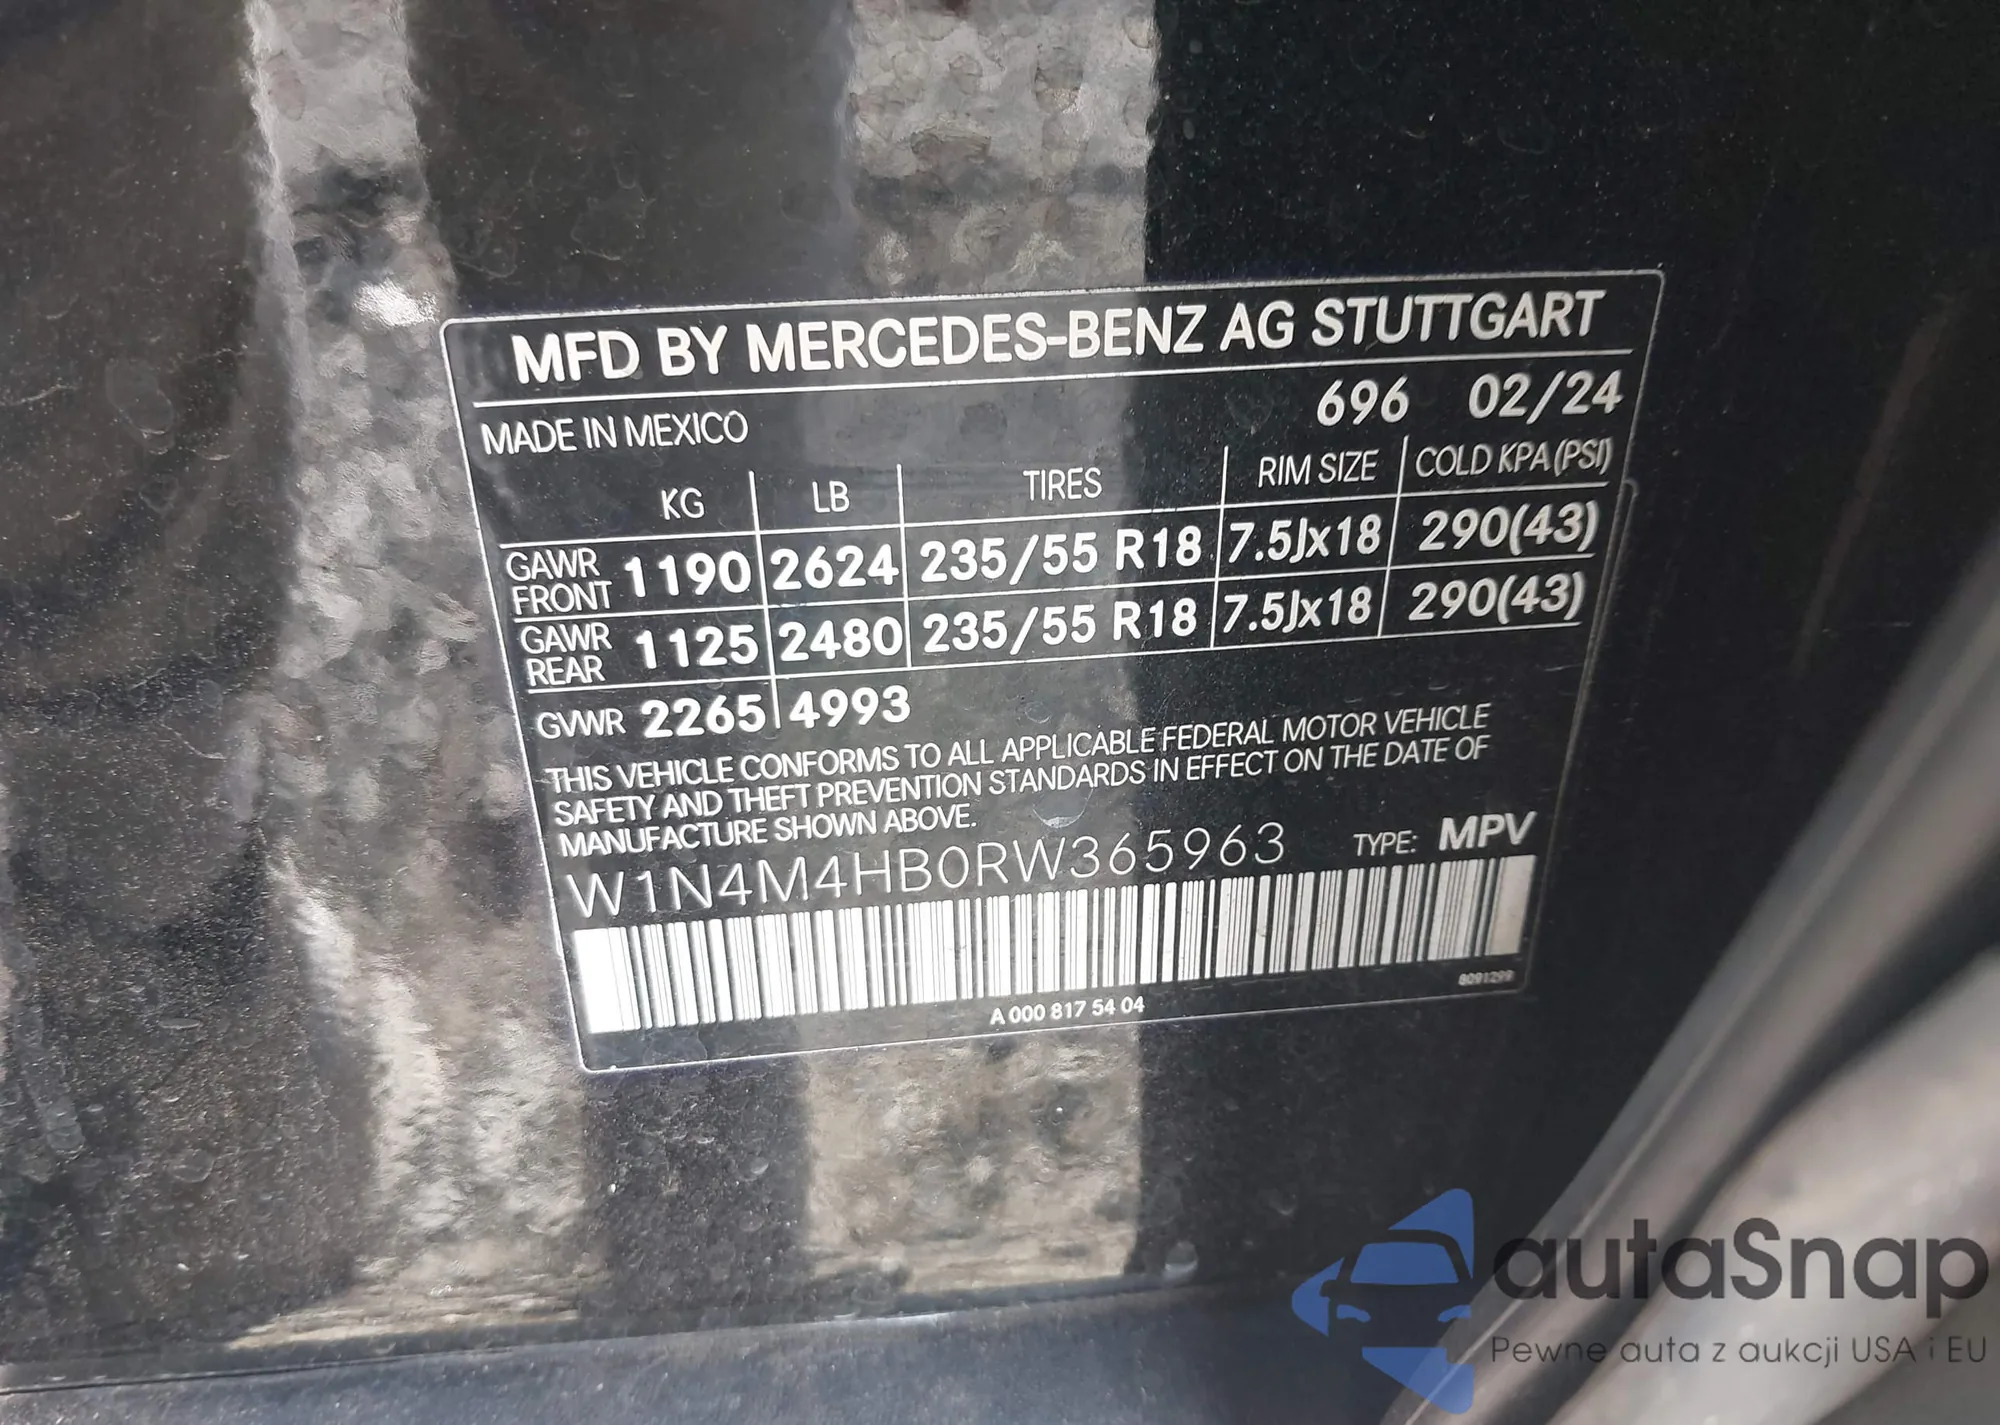 MFD BY MERCEDES-BENZ AG STUTTGART
MADE IN MEXICO 696 02/24
KG LB TIRES RIM SIZE COLD KPA (PSI)
GAWR FRONT 1190 2624 235/55 R18 7.5Jx18 290(43)
GAWR REAR 1125 2480 235/55 R18 7.5Jx18 290(43)
GVWR 2265 4993
THIS VEHICLE CONFORMS TO ALL APPLICABLE FEDERAL MOTOR VEHICLE
SAFETY AND THEFT PREVENTION STANDARDS IN EFFECT ON THE DATE OF
MANUFACTURE SHOWN ABOVE.
W1N4M4HB0RW365963 TYPE: MPV
8091299
A 000 817 54 04
autaSnap
Pewne auta z aukcji USA i EU